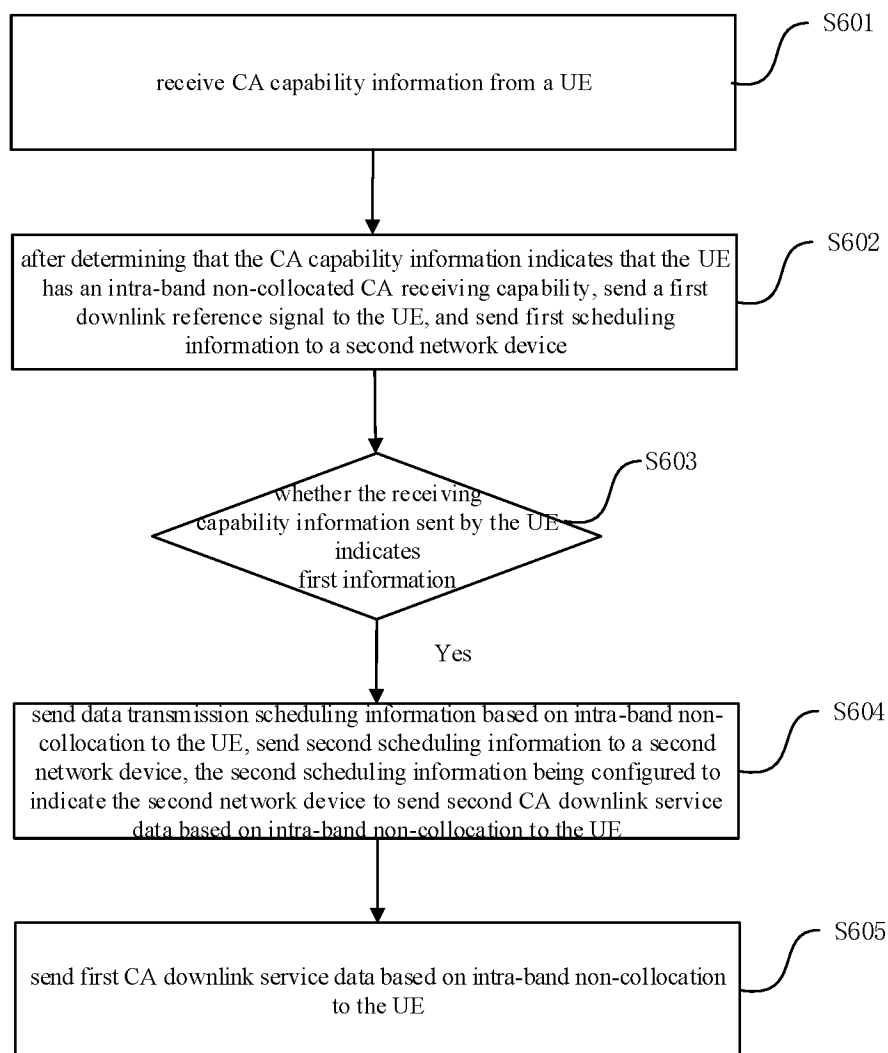 S601
receive CA capability information from a UE
S602
after determining that the CA capability information indicates that the UE
has an intra-band non-collocated CA receiving capability, send a first
downlink reference signal to the UE, and send first scheduling
information to a second network device
S603
whether the receiving
capability information sent by the UE
indicates
first information
Yes
S604
send data transmission scheduling information based on intra-band non-
collocation to the UE, send second scheduling information to a second
network device, the second scheduling information being configured to
indicate the second network device to send second CA downlink service
data based on intra-band non-collocation to the UE
S605
send first CA downlink service data based on intra-band non-collocation
to the UE